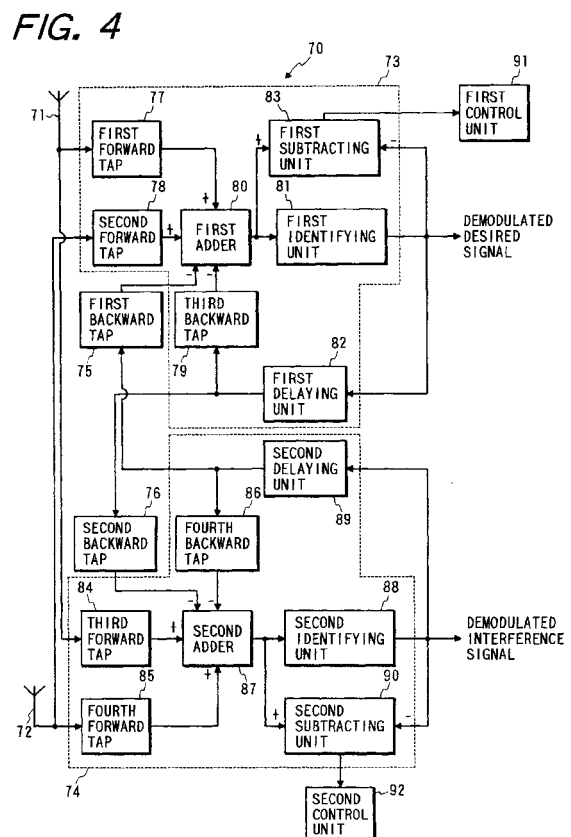 FIG. 4
70
73
91
71
77
83
FIRST
FORWARD
TAP
FIRST
SUBTRACTING
UNIT
FIRST
CONTROL
UNIT
+
-
78
80
81
SECOND
FORWARD
TAP
+
+
FIRST
ADDER
FIRST
IDENTIFYING
UNIT
DEMODULATED
DESIRED
SIGNAL
-
-
FIRST
BACKWARD
TAP
THIRD
BACKWARD
TAP
75
79
82
FIRST
DELAYING
UNIT
SECOND
DELAYING
UNIT
76
86
89
SECOND
BACKWARD
TAP
FOURTH
BACKWARD
TAP
84
88
-
-
THIRD
FORWARD
TAP
+
SECOND
ADDER
SECOND
IDENTIFYING
UNIT
DEMODULATED
INTERFERENCE
SIGNAL
+
87
85
90
FOURTH
FORWARD
TAP
+
SECOND
SUBTRACTING
UNIT
-
72
74
92
SECOND
CONTROL
UNIT